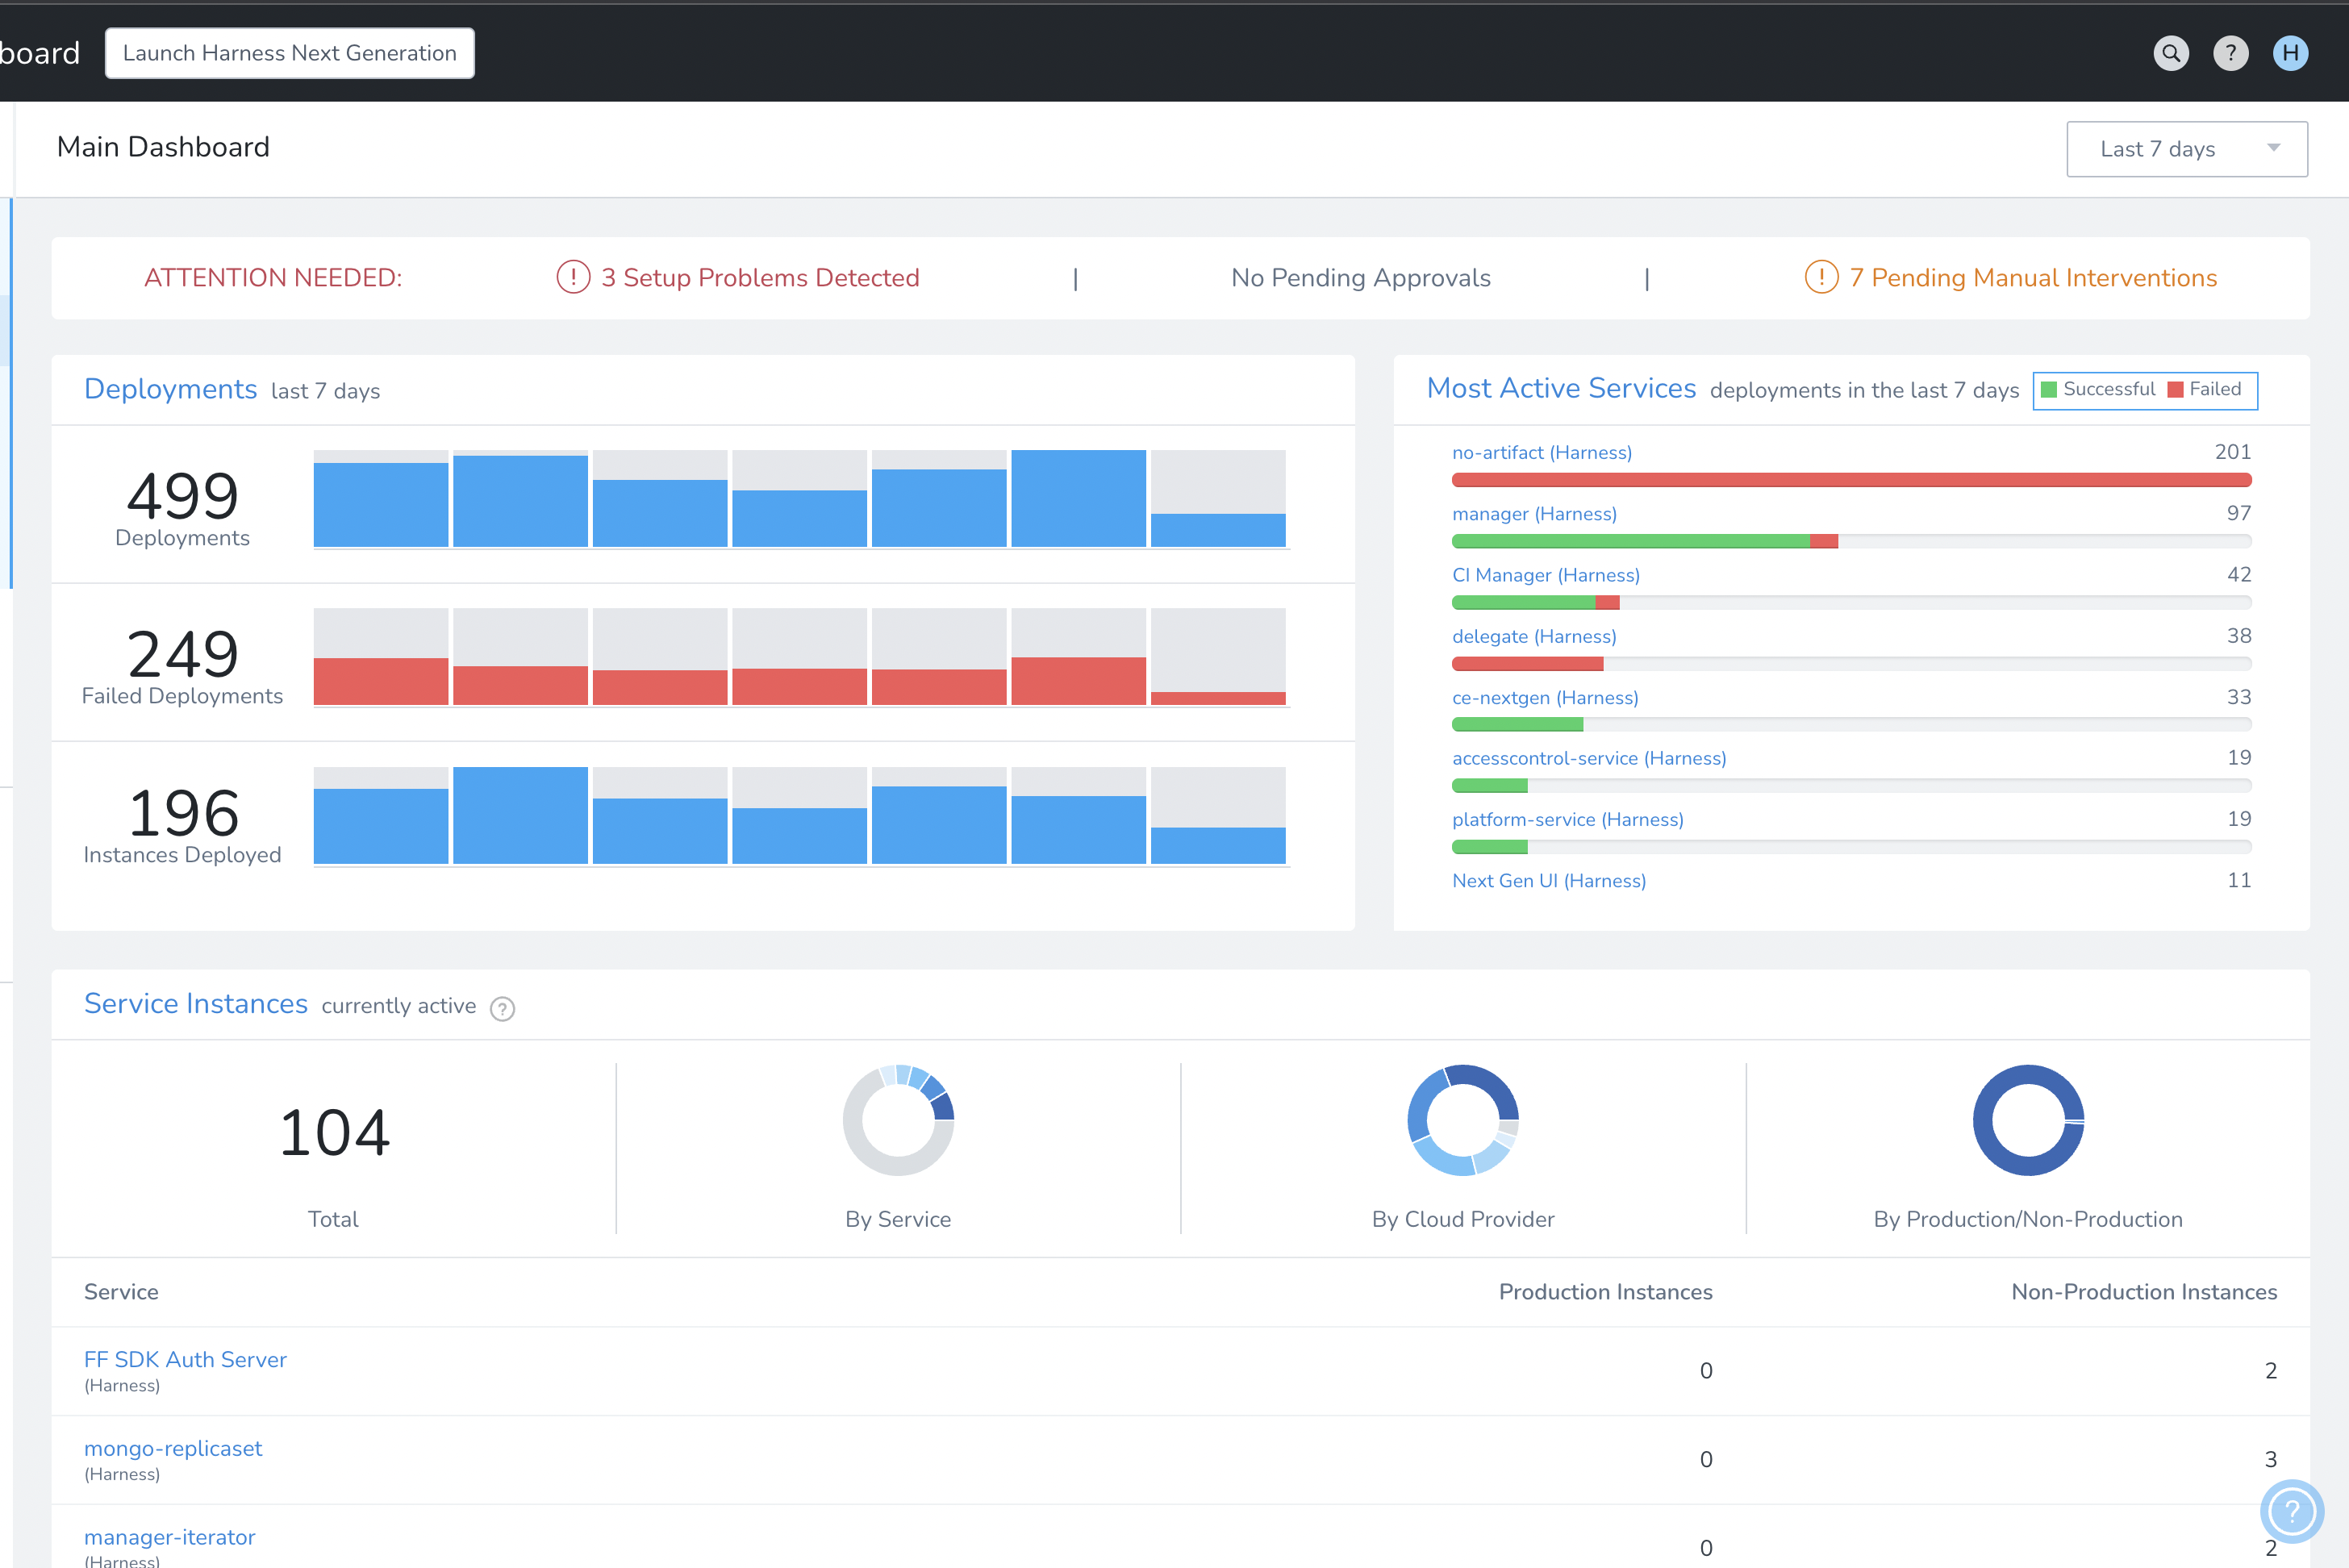 board Launch Harness Next Generation ? H
Main Dashboard Last 7 days
ATTENTION NEEDED: ! 3 Setup Problems Detected | No Pending Approvals | ! 7 Pending Manual Interventions
Deployments last 7 days
499
Deployments
249
Failed Deployments
196
Instances Deployed
Most Active Services deployments in the last 7 days Successful Failed
no-artifact (Harness) 201
manager (Harness) 97
CI Manager (Harness) 42
delegate (Harness) 38
ce-nextgen (Harness) 33
accesscontrol-service (Harness) 19
platform-service (Harness) 19
Next Gen UI (Harness) 11
Service Instances currently active ?
104
Total
By Service
By Cloud Provider
By Production/Non-Production
Service Production Instances Non-Production Instances
FF SDK Auth Server
(Harness)
0 2
mongo-replicaset
(Harness)
0 3
?
manager-iterator
(Harness)
0 2